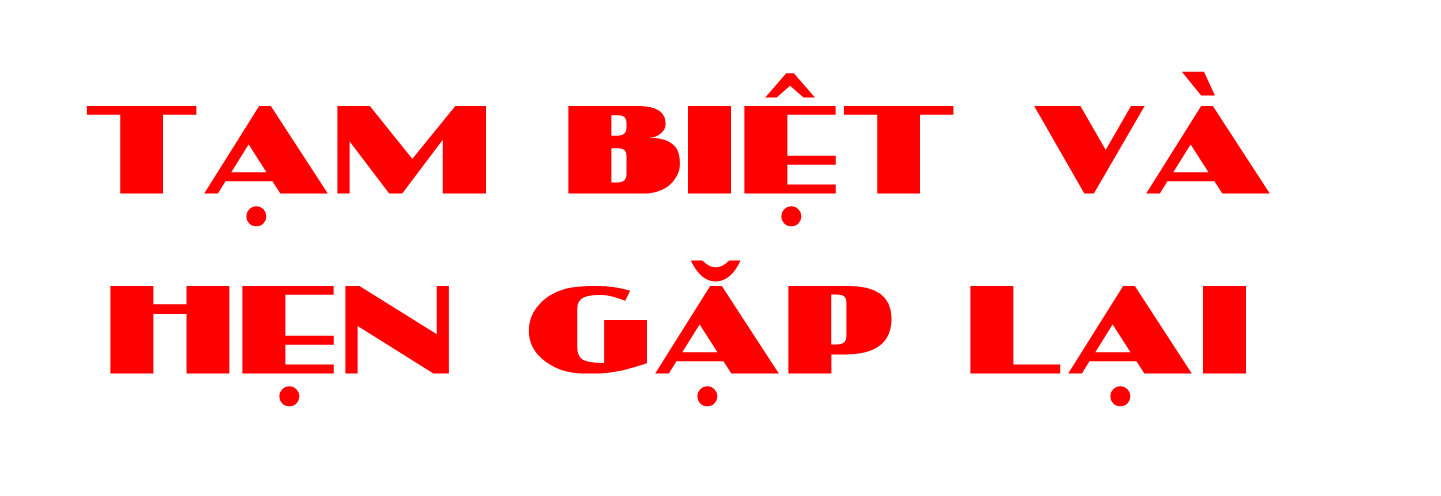 TẠM BIỆT VÀ
HẸN GẶP LẠI